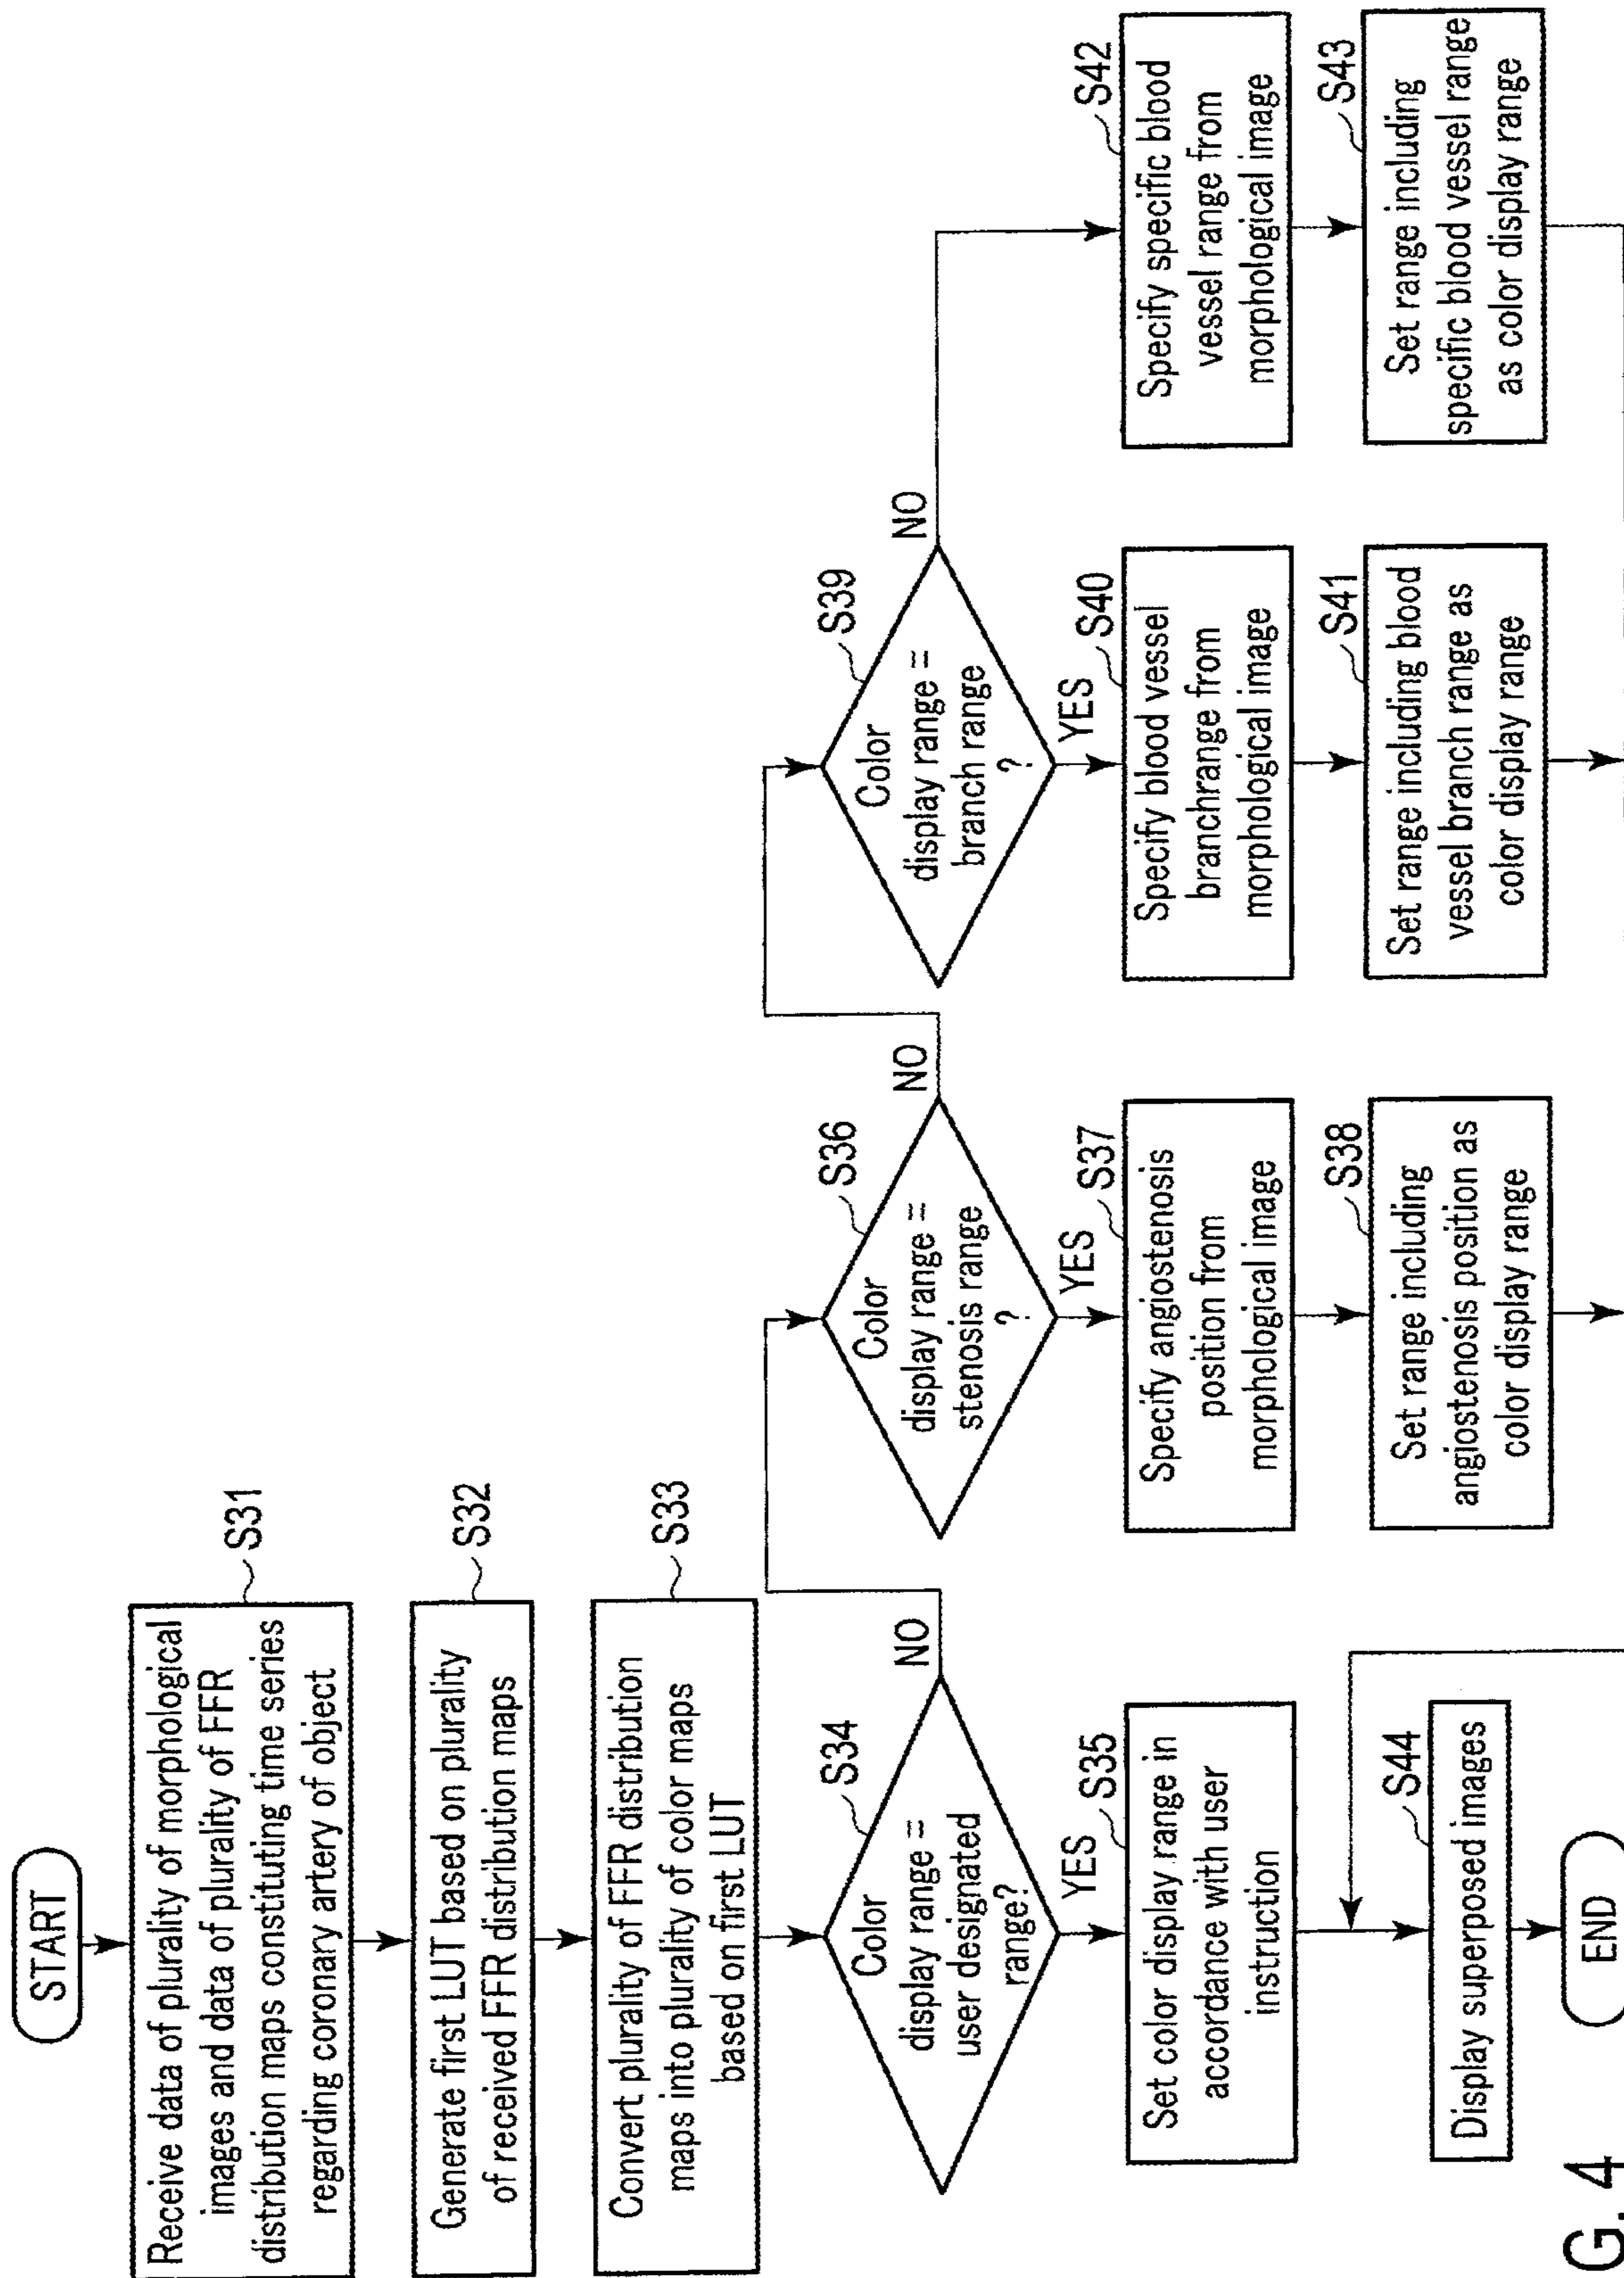 START
Receive data of plurality of morphological
images and data of plurality of FFR
distribution maps constituting time series
regarding coronary artery of object
S31
Generate first LUT based on plurality
of received FFR distribution maps
S32
Convert plurality of FFR distribution
maps into plurality of color maps
based on first LUT
S33
Color
display range =
user designated
range?
S34
NO
YES
Set color display range in
accordance with user
instruction
S35
Color
display range =
stenosis range
?
S36
NO
YES
Specify angiostenosis
position from
morphological image
S37
Set range including
angiostenosis position as
color display range
S38
Color
display range =
branch range
?
S39
NO
YES
Specify blood vessel
branchrange from
morphological image
S40
Set range including blood
vessel branch range as
color display range
S41
Specify specific blood
vessel range from
morphological image
S42
Set range including
specific blood vessel range
as color display range
S43
Display superposed images
S44
END
G. 4